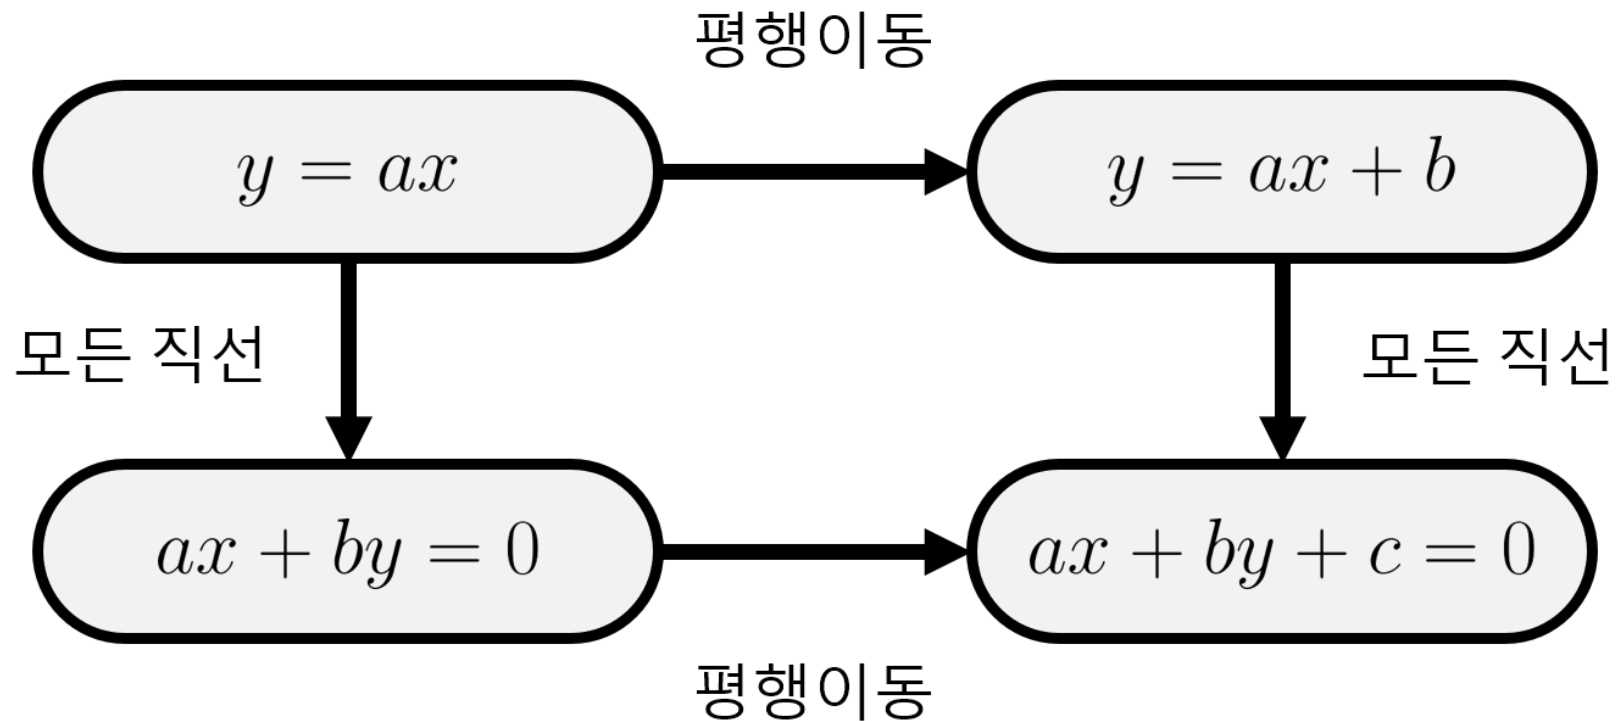 평행이동
y = ax
y = ax + b
모든 직선
모든 직선
ax + by = 0
ax + by + c = 0
평행이동